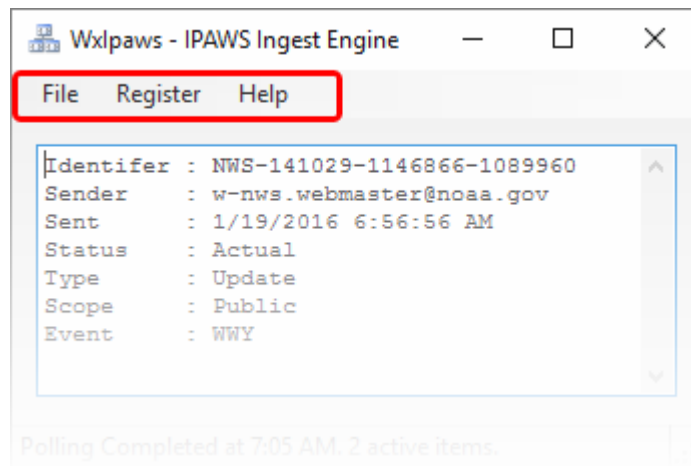 WxIpaws - IPAWS Ingest Engine
File Register Help
Identifer : NWS-141029-1146866-1089960
Sender : w-nws.webmaster@noaa.gov
Sent : 1/19/2016 6:56:56 AM
Status : Actual
Type : Update
Scope : Public
Event : WWY
Polling Completed at 7:05 AM. 2 active items.